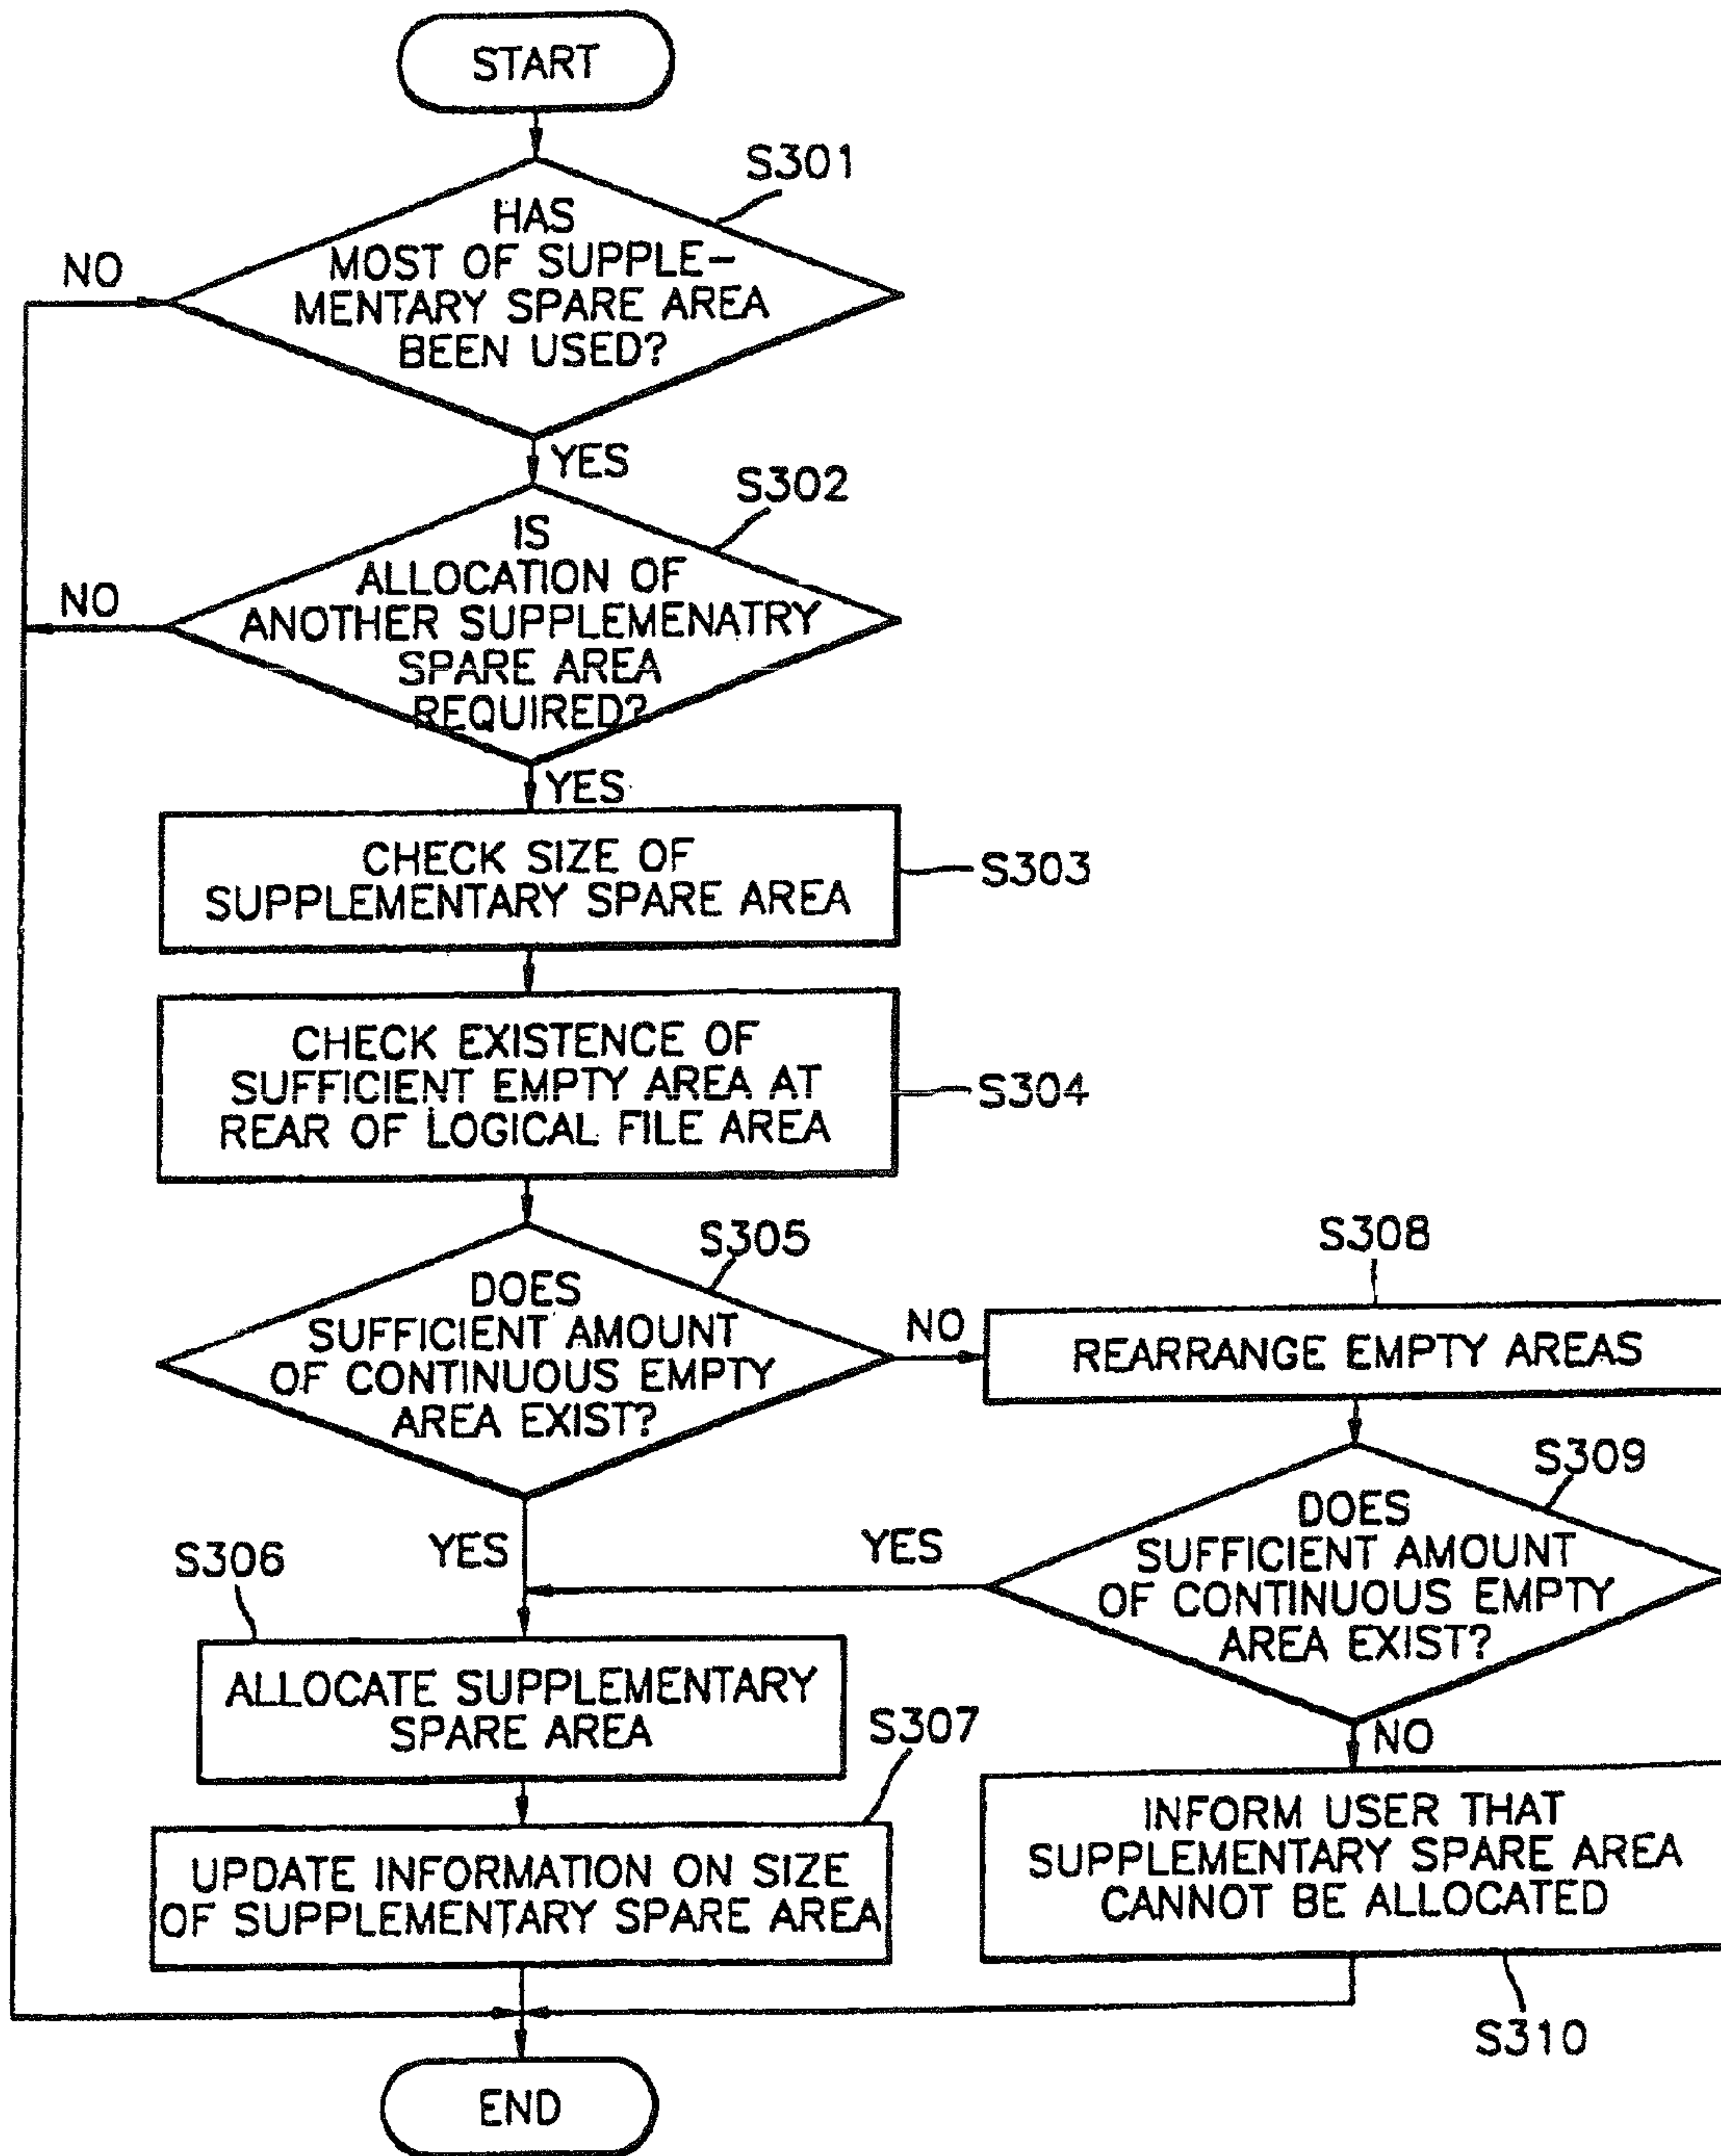 START
S301
HAS
MOST OF SUPPLE-
MENTARY SPARE AREA
BEEN USED?
NO
YES
S302
IS
ALLOCATION OF
ANOTHER SUPPLEMENATRY
SPARE AREA
REQUIRED?
NO
YES
CHECK SIZE OF
SUPPLEMENTARY SPARE AREA
S303
CHECK EXISTENCE OF
SUFFICIENT EMPTY AREA AT
REAR OF LOGICAL FILE AREA
S304
S305
DOES
SUFFICIENT AMOUNT
OF CONTINUOUS EMPTY
AREA EXIST?
NO
S308
REARRANGE EMPTY AREAS
S309
DOES
SUFFICIENT AMOUNT
OF CONTINUOUS EMPTY
AREA EXIST?
YES
YES
S306
ALLOCATE SUPPLEMENTARY
SPARE AREA
S307
UPDATE INFORMATION ON SIZE
OF SUPPLEMENTARY SPARE AREA
NO
INFORM USER THAT
SUPPLEMENTARY SPARE AREA
CANNOT BE ALLOCATED
S310
END